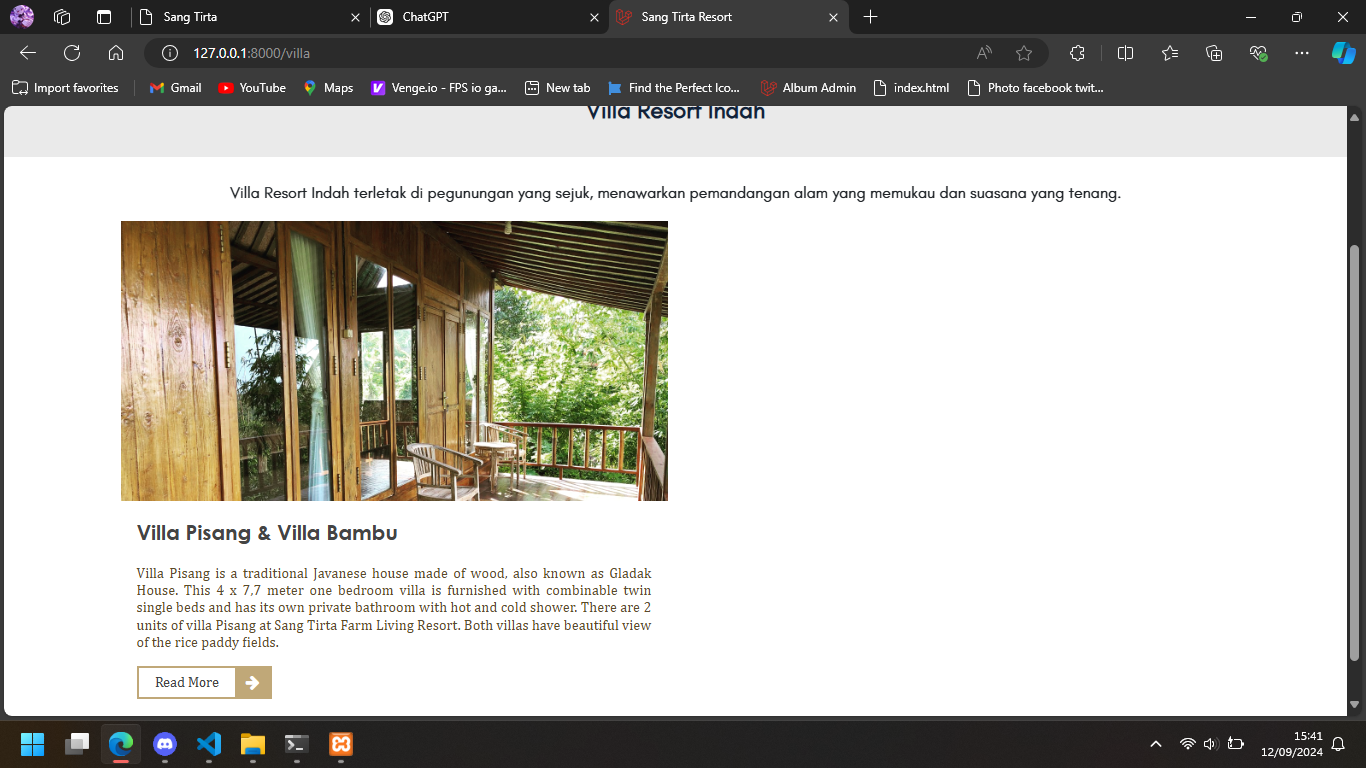 Sang Tirta
ChatGPT
Sang Tirta Resort
127.0.0.1:8000/villa
Import favorites
Gmail
YouTube
Maps
Venge.io - FPS io ga...
New tab
Find the Perfect Ico...
Album Admin
index.html
Photo facebook twit...
Villa Resort Indah
Villa Resort Indah terletak di pegunungan yang sejuk, menawarkan pemandangan alam yang memukau dan suasana yang tenang.
Villa Pisang & Villa Bambu
Villa Pisang is a traditional Javanese house made of wood, also known as Gladak
House. This 4 x 7,7 meter one bedroom villa is furnished with combinable twin
single beds and has its own private bathroom with hot and cold shower. There are 2
units of villa Pisang at Sang Tirta Farm Living Resort. Both villas have beautiful view
of the rice paddy fields.
Read More
15:41
12/09/2024